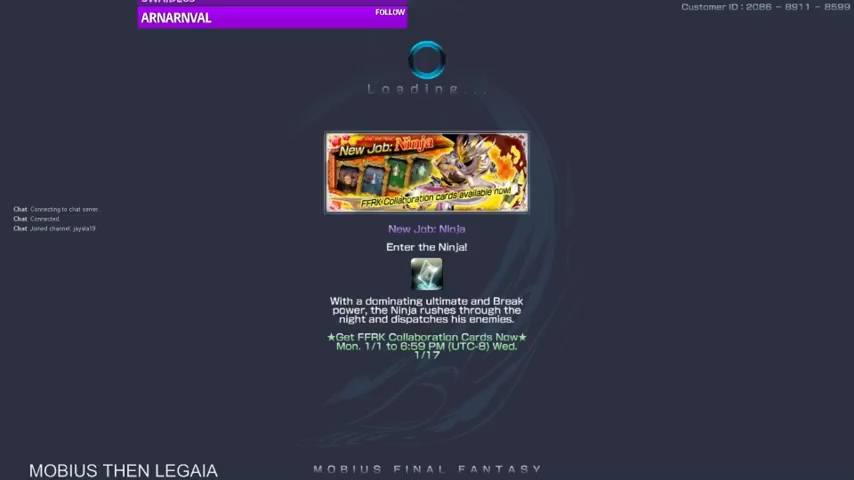 ARNARNVAL
FOLLOW
Customer ID : 2086 - 8911 - 8599
Loading...
New Job: Ninja
FFRK Collaboration cards available now!
Chat Connecting to chat server.
Chat Connected.
Chat Joined channel: jaysta19
New Job: Ninja
Enter the Ninja!
With a dominating ultimate and Break
power, the Ninja rushes through the
night and dispatches his enemies.
★Get FFRK Collaboration Cards Now★
Mon. 1/1 to 6:59 PM (UTC-8) Wed.
1/17
MOBIUS THEN LEGAIA
MOBIUS FINAL FANTASY